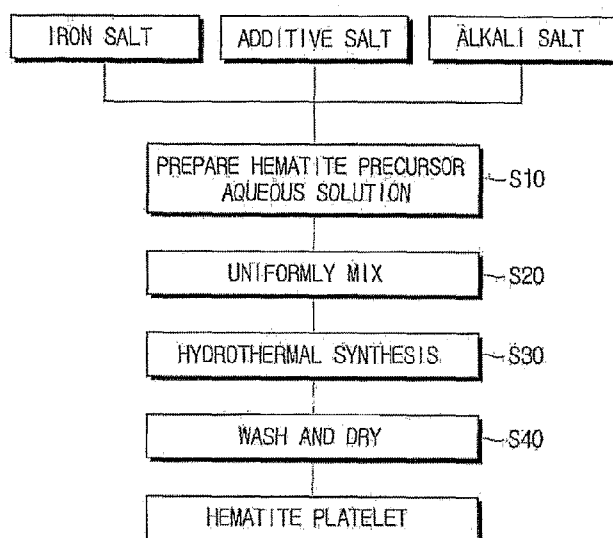 IRON SALT
ADDITIVE SALT
ALKALI SALT
PREPARE HEMATITE PRECURSOR
AQUEOUS SOLUTION
S10
UNIFORMLY MIX
S20
HYDROTHERMAL SYNTHESIS
S30
WASH AND DRY
S40
HEMATITE PLATELET